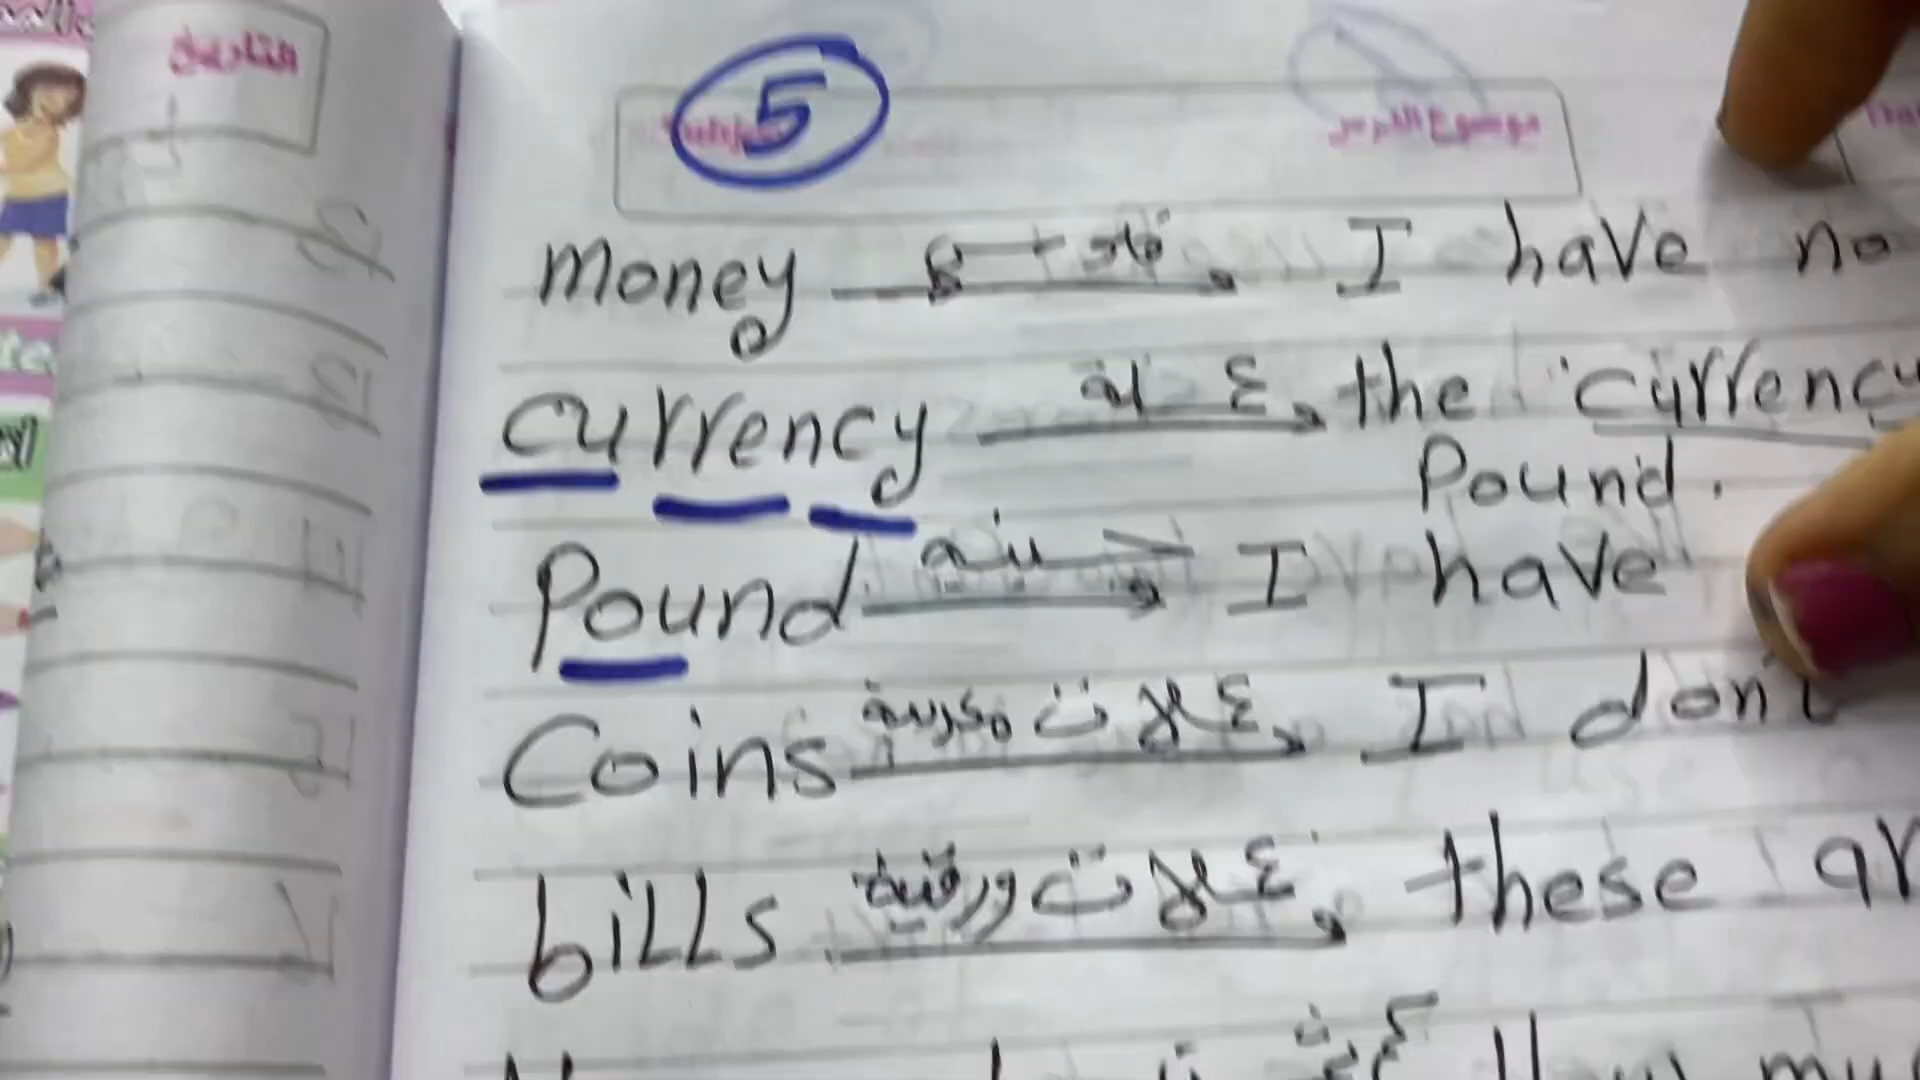 التاريخ
5
موضوع الدرس
money نقود I have no
currency عملة the currency
Pound.
Pound جنيه I have
Coins عملات معدنية I don't
bills عملات ورقية these ar